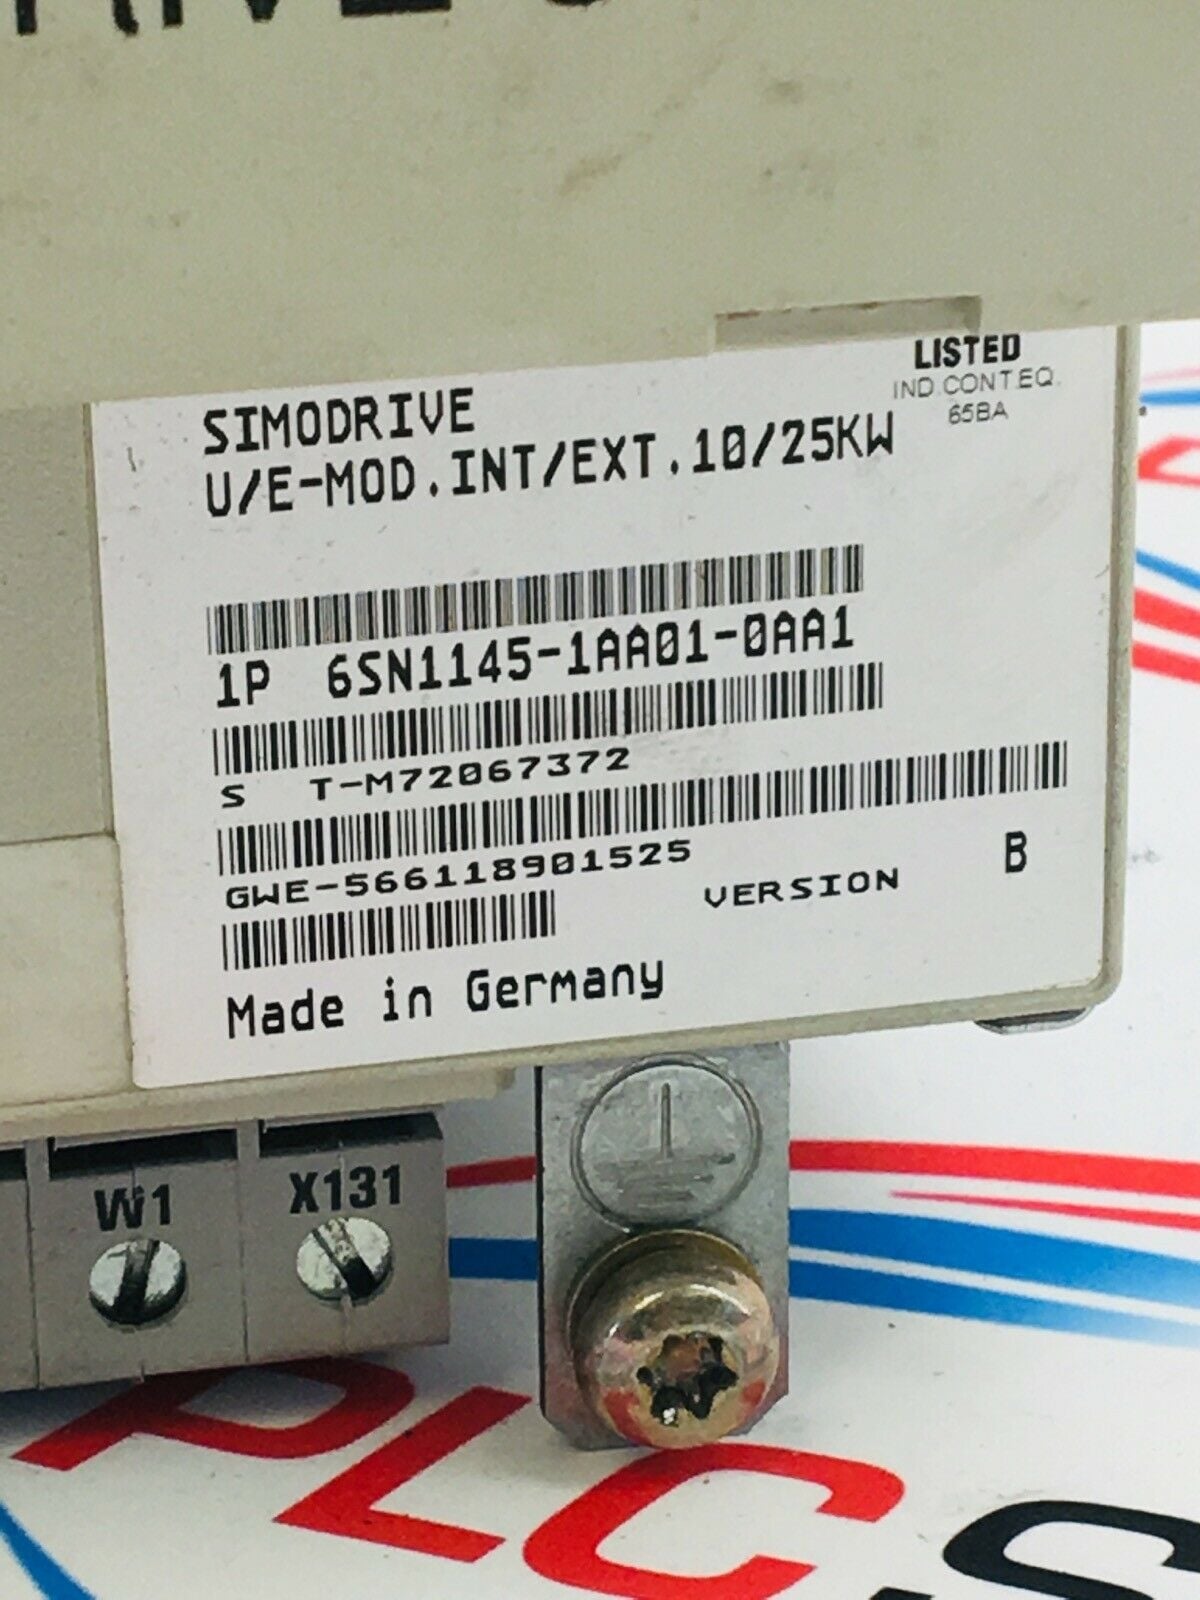 LISTED
IND.CONT.EQ.
65BA
SIMODRIVE
U/E-MOD.INT/EXT.10/25KW
1P 6SN1145-1AA01-0AA1
S T-M72067372
GWE-566118901525
VERSION B
Made in Germany
W1 X131
PLC